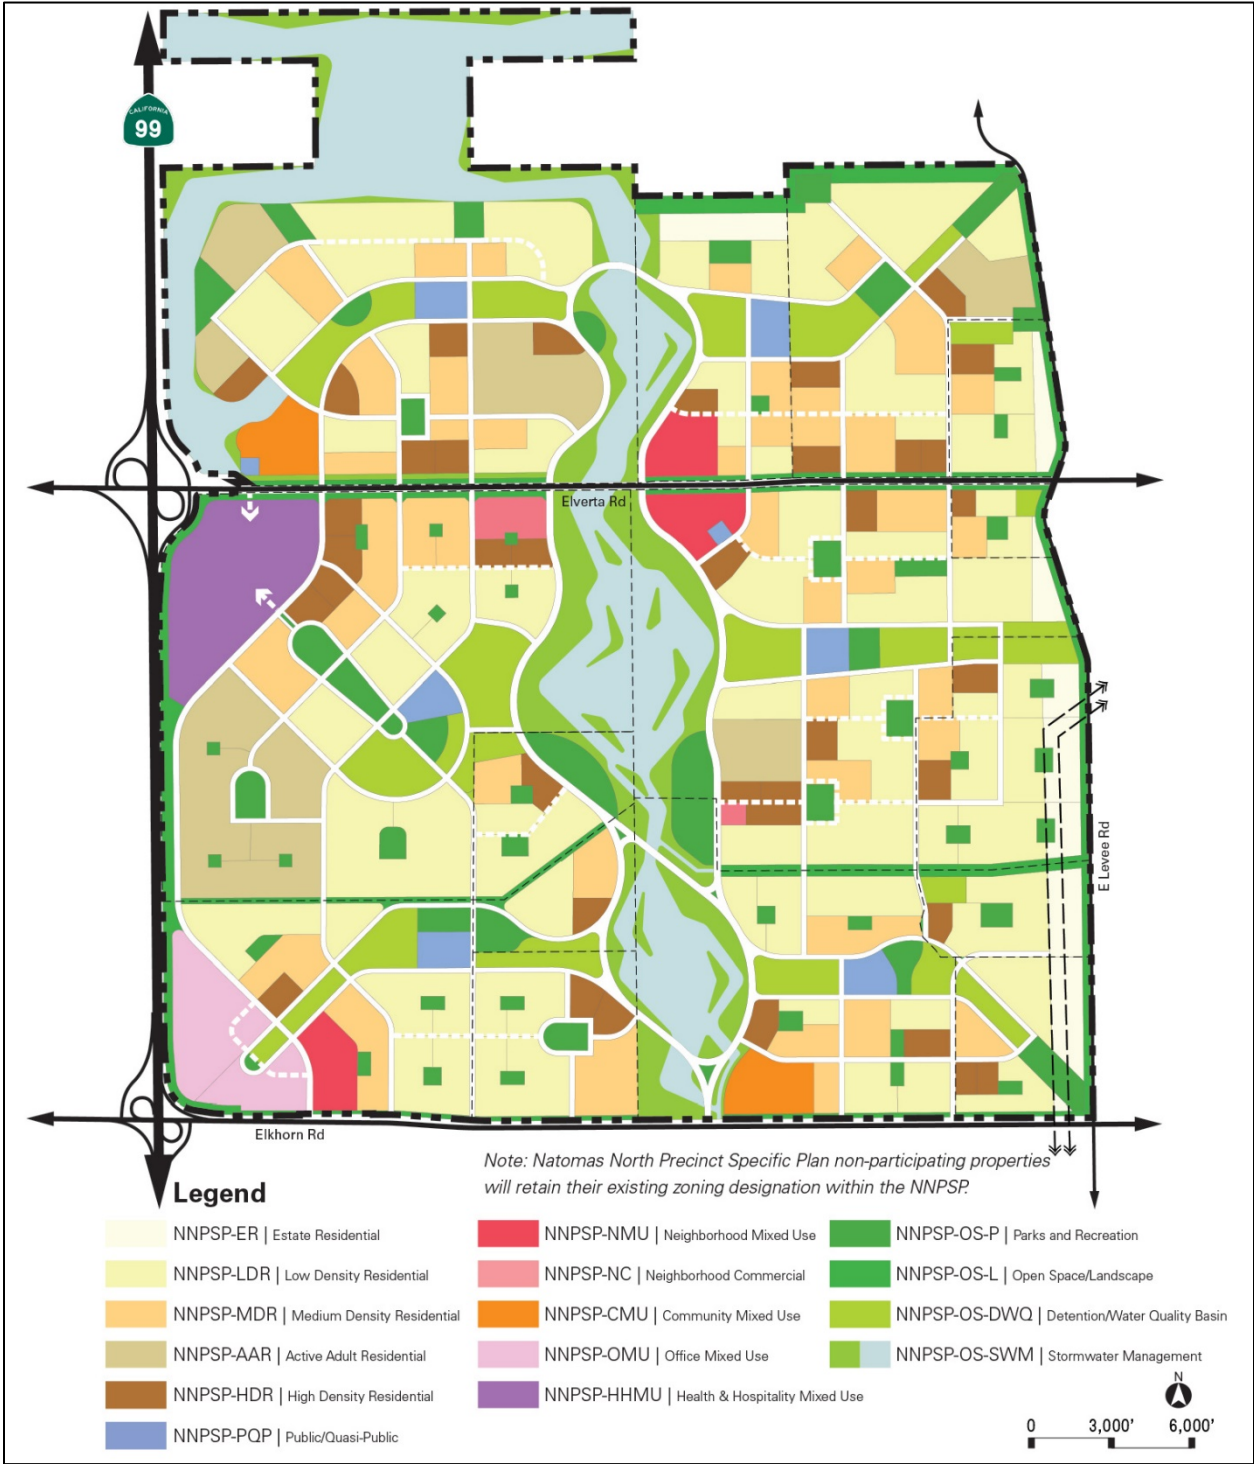 CALIFORNIA
99
Elverta Rd
E Levee Rd
Elkhorn Rd
Note: Natomas North Precinct Specific Plan non-participating properties
will retain their existing zoning designation within the NNPSP.
Legend
NNPSP-ER | Estate Residential
NNPSP-LDR | Low Density Residential
NNPSP-MDR | Medium Density Residential
NNPSP-AAR | Active Adult Residential
NNPSP-HDR | High Density Residential
NNPSP-PQP | Public/Quasi-Public
NNPSP-NMU | Neighborhood Mixed Use
NNPSP-NC | Neighborhood Commercial
NNPSP-CMU | Community Mixed Use
NNPSP-OMU | Office Mixed Use
NNPSP-HHMU | Health & Hospitality Mixed Use
NNPSP-OS-P | Parks and Recreation
NNPSP-OS-L | Open Space/Landscape
NNPSP-OS-DWQ | Detention/Water Quality Basin
NNPSP-OS-SWM | Stormwater Management
N
0 3,000' 6,000'